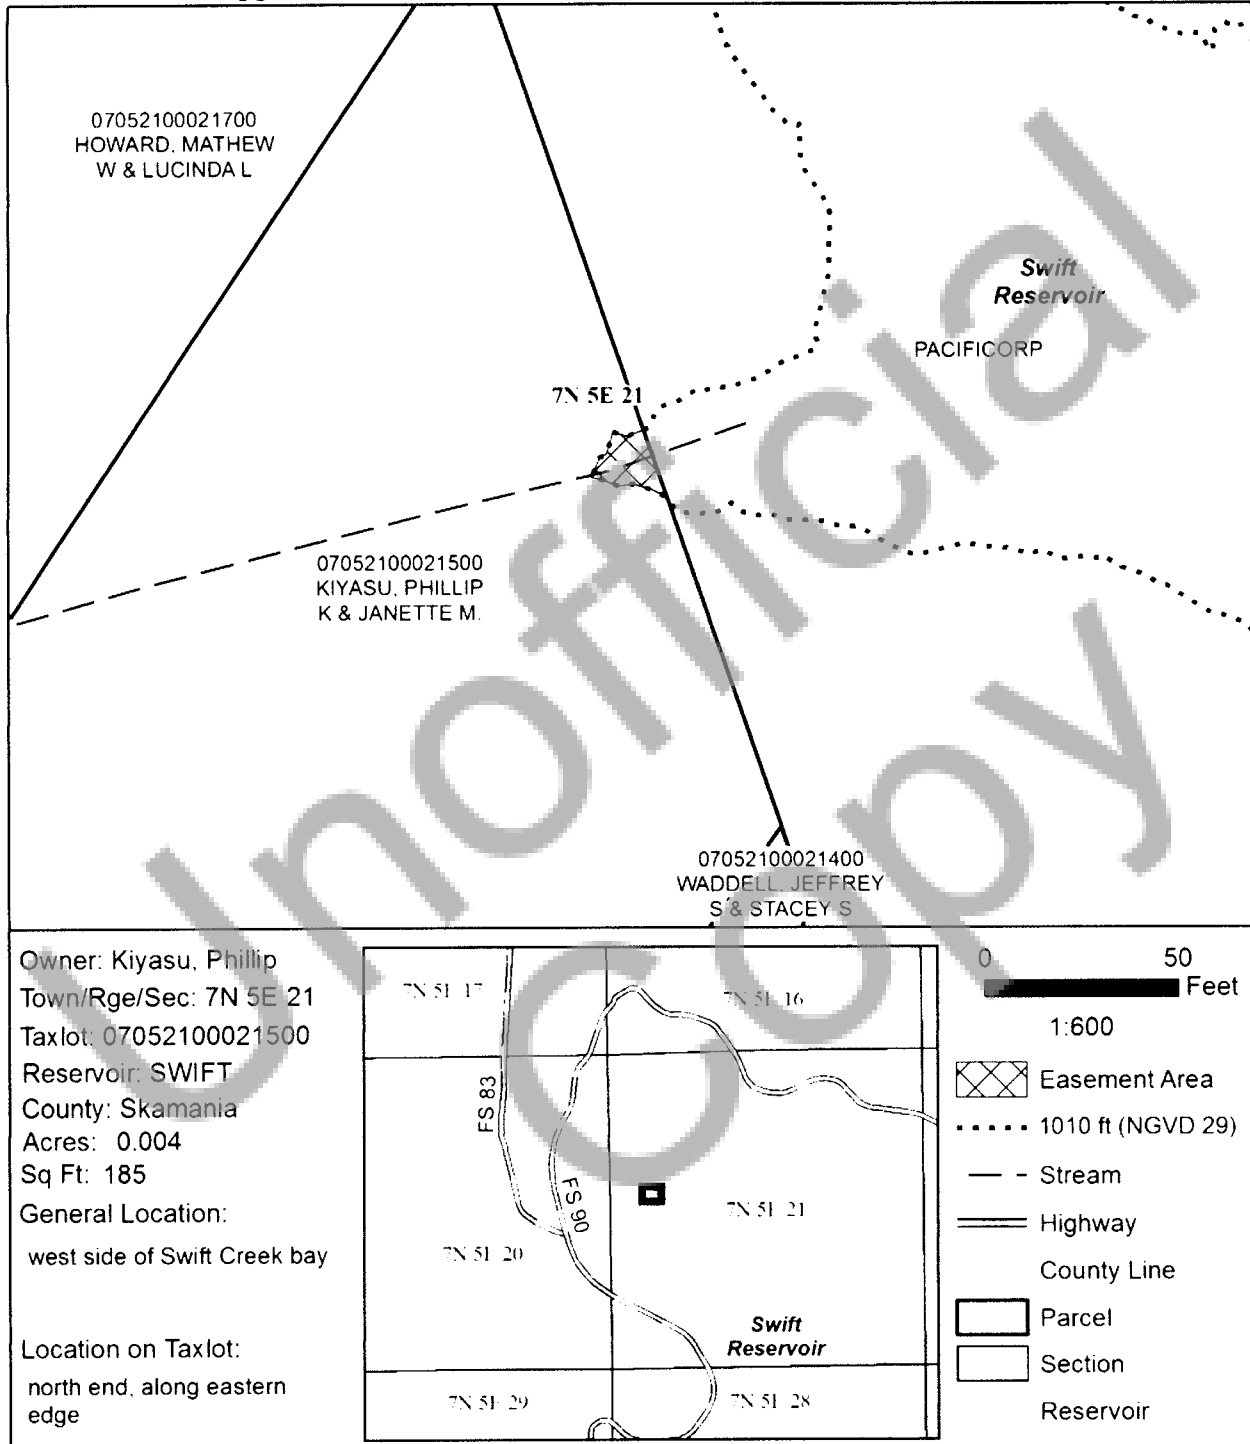 07052100021700
HOWARD, MATHEW
W & LUCINDA L
Swift
Reservoir
PACIFICORP
7N 5E 21
07052100021500
KIYASU, PHILLIP
K & JANETTE M.
07052100021400
WADDELL, JEFFREY
S & STACEY S
Unofficial
Copy
Owner: Kiyasu, Phillip
Town/Rge/Sec: 7N 5E 21
Taxlot: 07052100021500
Reservoir: SWIFT
County: Skamania
Acres: 0.004
Sq Ft: 185
General Location:
west side of Swift Creek bay
Location on Taxlot:
north end, along eastern
edge
7N 5E 17
7N 5E 16
FS 83
FS 90
7N 5E 21
7N 5E 20
Swift
Reservoir
7N 5E 29
7N 5E 28
0 50
Feet
1:600
Easement Area
1010 ft (NGVD 29)
Stream
Highway
County Line
Parcel
Section
Reservoir